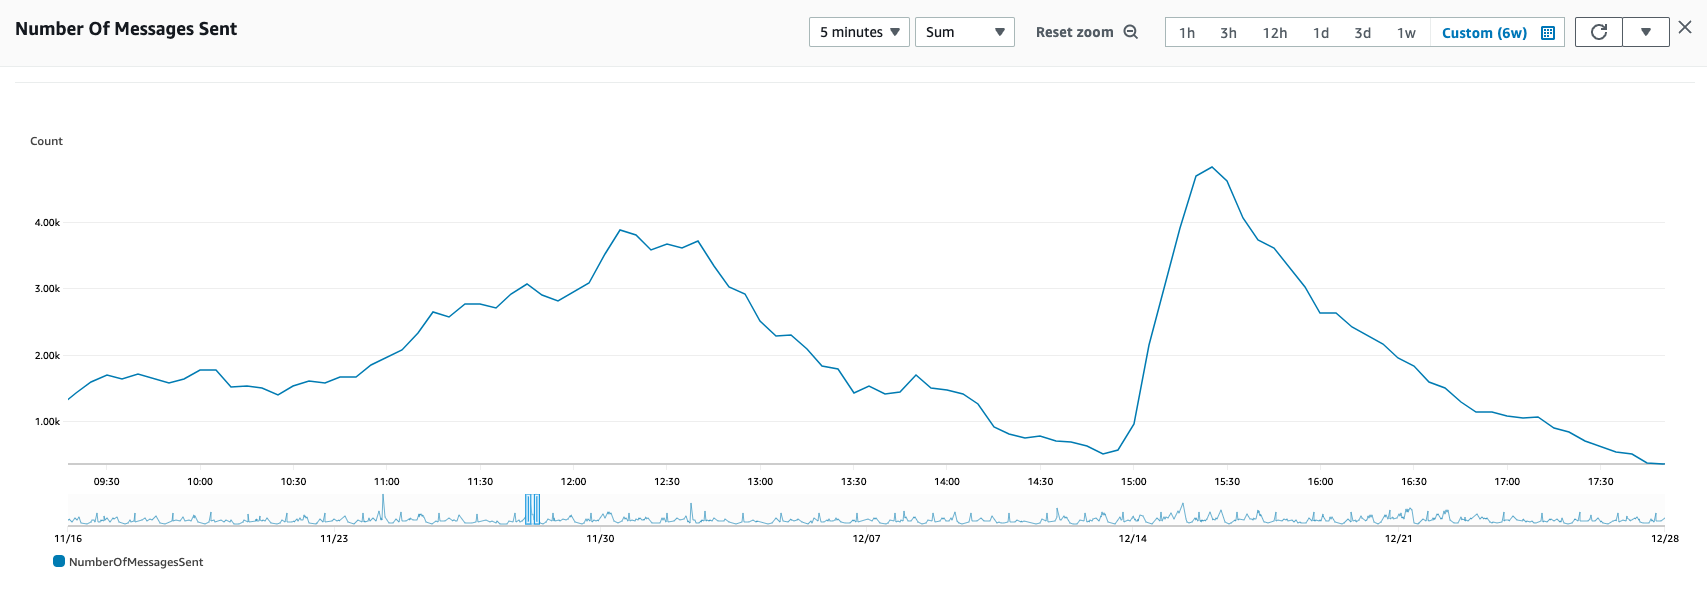 Number Of Messages Sent
5 minutes
Sum
Reset zoom
1h 3h 12h 1d 3d 1w Custom (6w)
Count
4.00k
3.00k
2.00k
1.00k
09:30 10:00 10:30 11:00 11:30 12:00 12:30 13:00 13:30 14:00 14:30 15:00 15:30 16:00 16:30 17:00 17:30
11/16 11/23 11/30 12/07 12/14 12/21 12/28
NumberOfMessagesSent